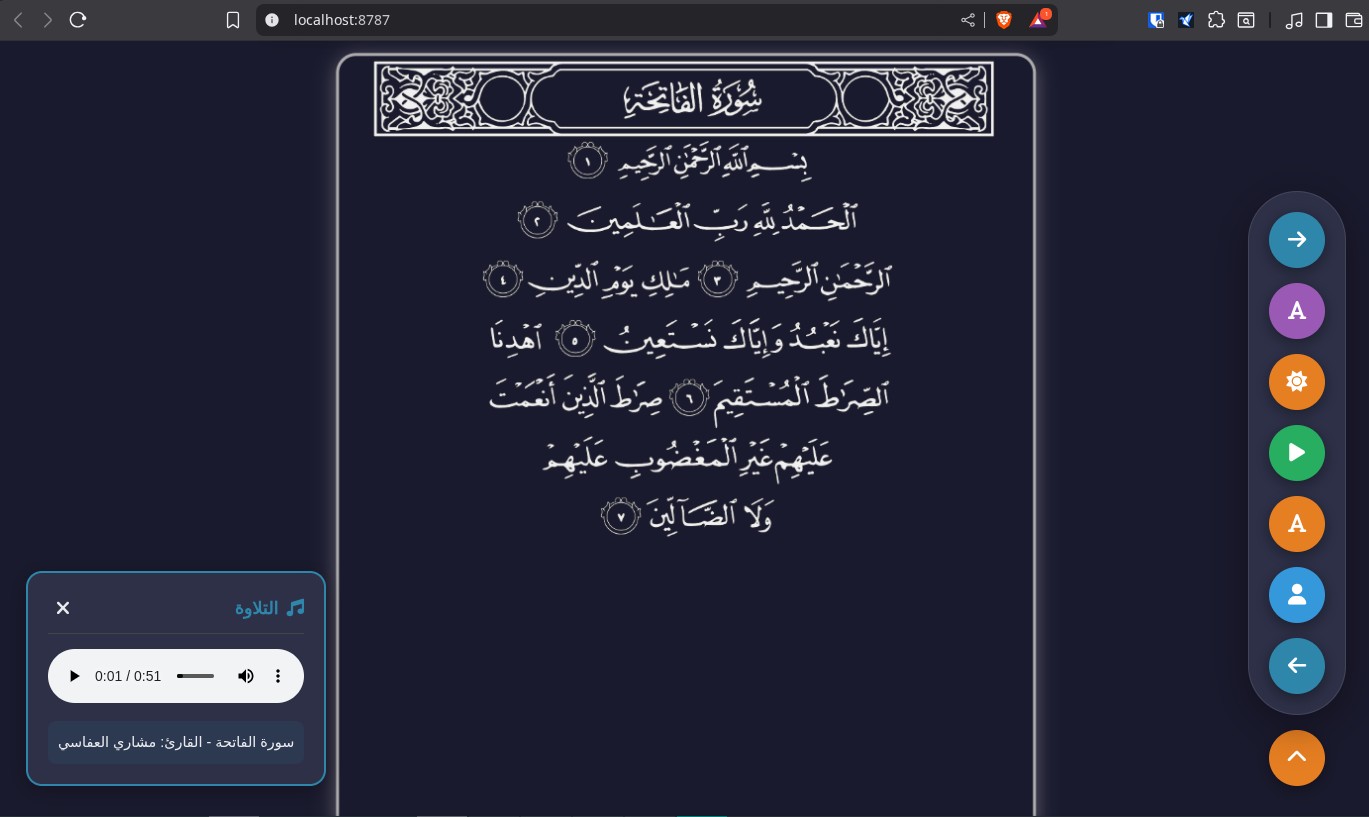 localhost:8787
1
سُورَةُ الفَاتِحَةِ
بِسْمِ ٱللَّهِ ٱلرَّحْمَٰنِ ٱلرَّحِيمِ ١
ٱلْحَمْدُ لِلَّهِ رَبِّ ٱلْعَٰلَمِينَ ٢
ٱلرَّحْمَٰنِ ٱلرَّحِيمِ ٣ مَٰلِكِ يَوْمِ ٱلدِّينِ ٤
إِيَّاكَ نَعْبُدُ وَإِيَّاكَ نَسْتَعِينُ ٥ ٱهْدِنَا
ٱلصِّرَٰطَ ٱلْمُسْتَقِيمَ ٦ صِرَٰطَ ٱلَّذِينَ أَنْعَمْتَ
عَلَيْهِمْ غَيْرِ ٱلْمَغْضُوبِ عَلَيْهِمْ
وَلَا ٱلضَّآلِّينَ ٧
A
A
التلاوة
0:01 / 0:51
سورة الفاتحة - القارئ: مشاري العفاسي